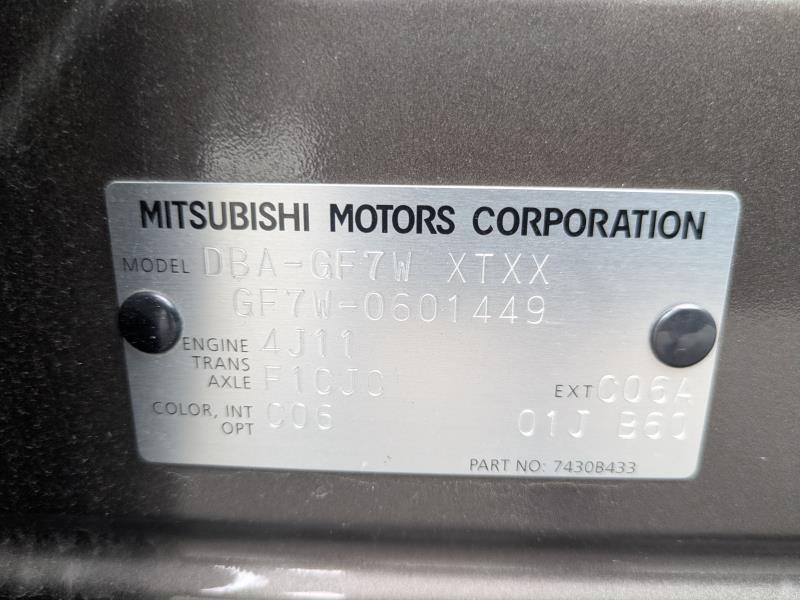 MITSUBISHI MOTORS CORPORATION
MODEL DBA-GF7W XTXX
GF7W-0601449
ENGINE 4J11
TRANS
AXLE F1CJC
EXT C06A
COLOR, INT C06
OPT 01J B60
PART NO: 7430B433